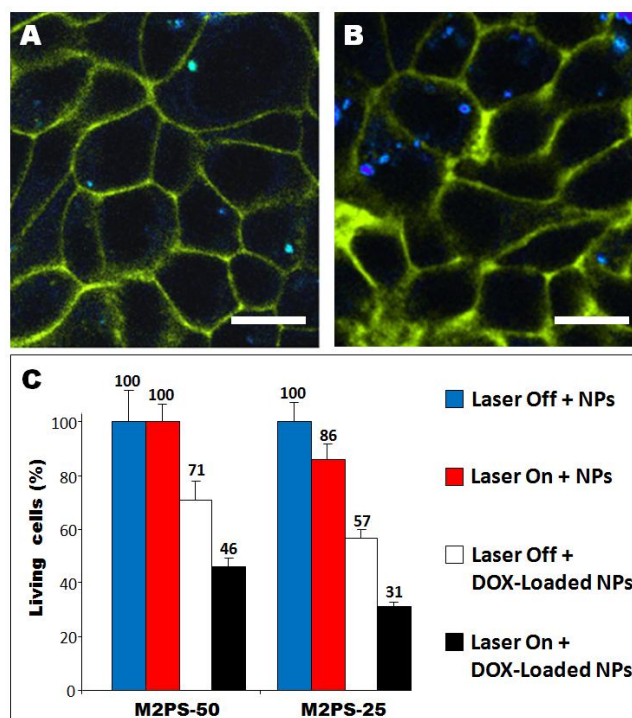 A
B
C
100
100
71
46
100
86
57
31
Living cells (%)
100
80
60
40
20
0
M2PS-50
M2PS-25
Laser Off + NPs
Laser On + NPs
Laser Off +
DOX-Loaded NPs
Laser On +
DOX-Loaded NPs